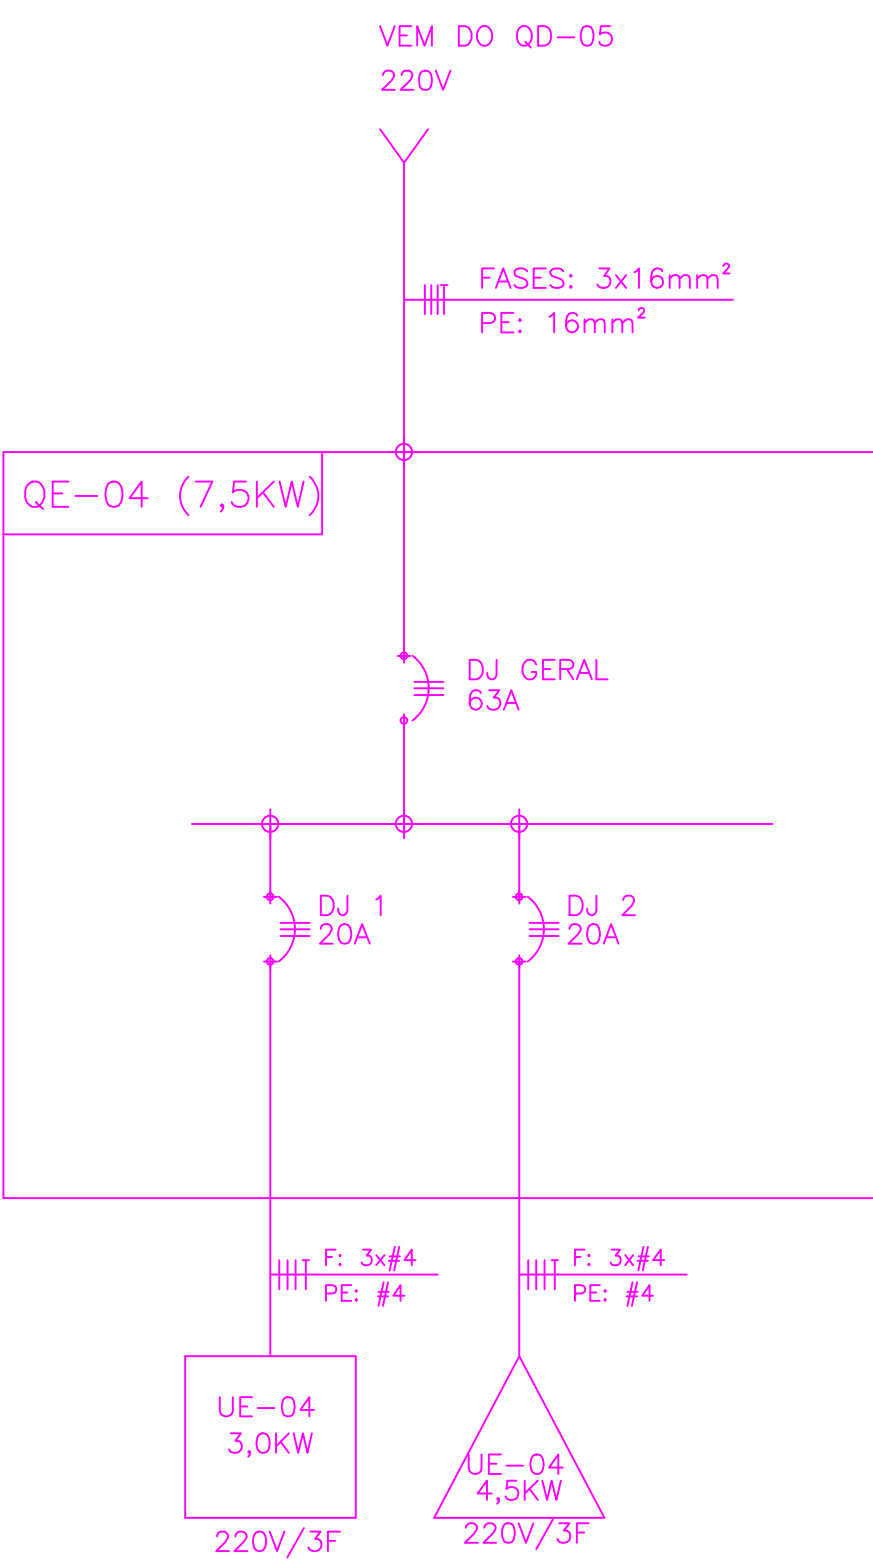 VEM DO QD-05
220V
FASES: 3x16mm²
PE: 16mm²
QE-04 (7,5KW)
DJ GERAL
63A
DJ 1
20A
DJ 2
20A
F: 3x#4
PE: #4
F: 3x#4
PE: #4
UE-04
3,0KW
220V/3F
UE-04
4,5KW
220V/3F